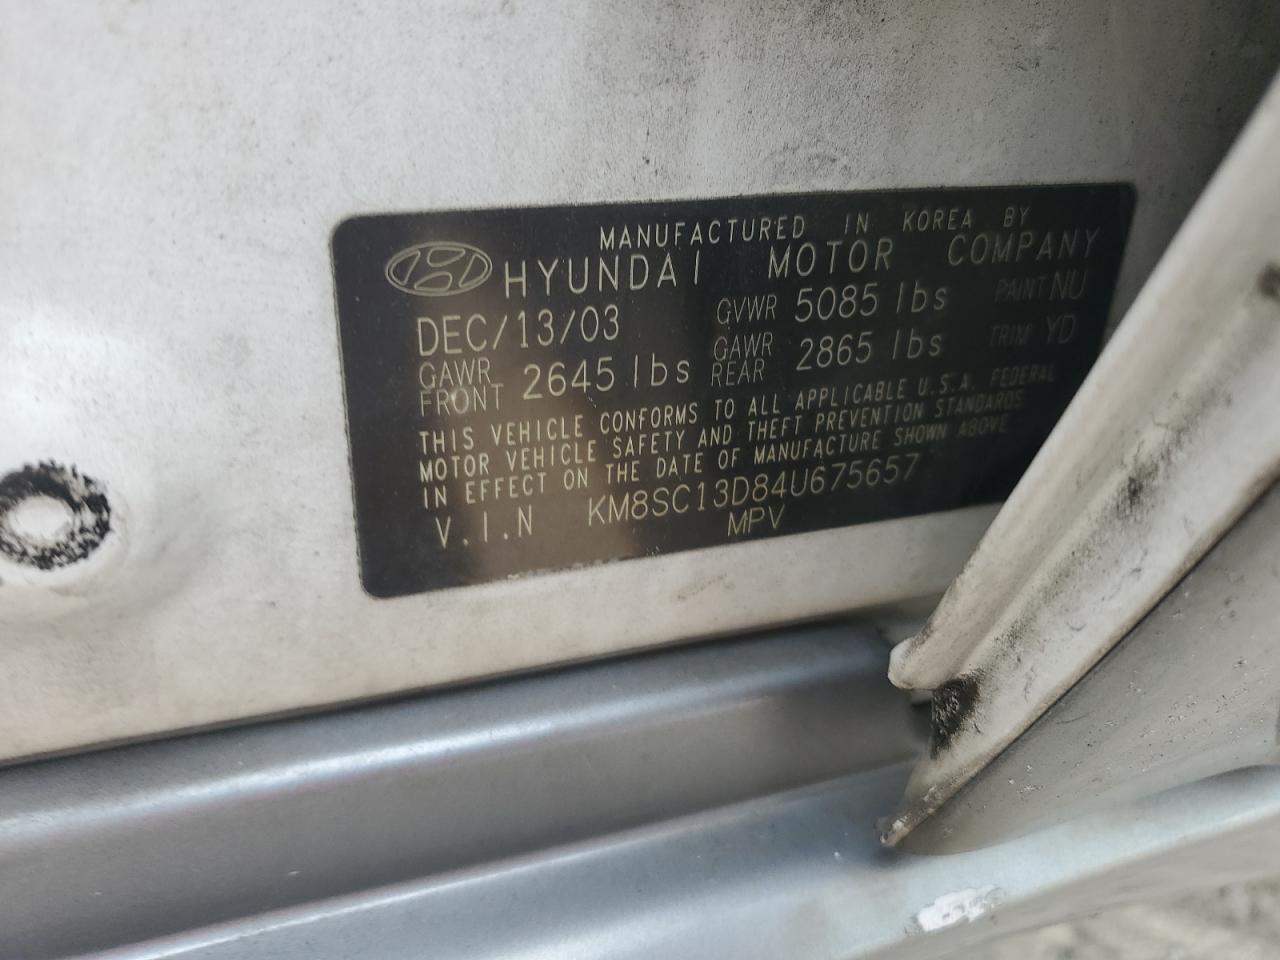 MANUFACTURED IN KOREA BY
HYUNDAI MOTOR COMPANY
DEC/13/03 GVWR 5085 lbs PAINT NU
GAWR FRONT 2645 lbs GAWR REAR 2865 lbs TRIM YD
THIS VEHICLE CONFORMS TO ALL APPLICABLE U.S.A. FEDERAL
MOTOR VEHICLE SAFETY AND THEFT PREVENTION STANDARDS
IN EFFECT ON THE DATE OF MANUFACTURE SHOWN ABOVE
V.I.N KM8SC13D84U675657
MPV